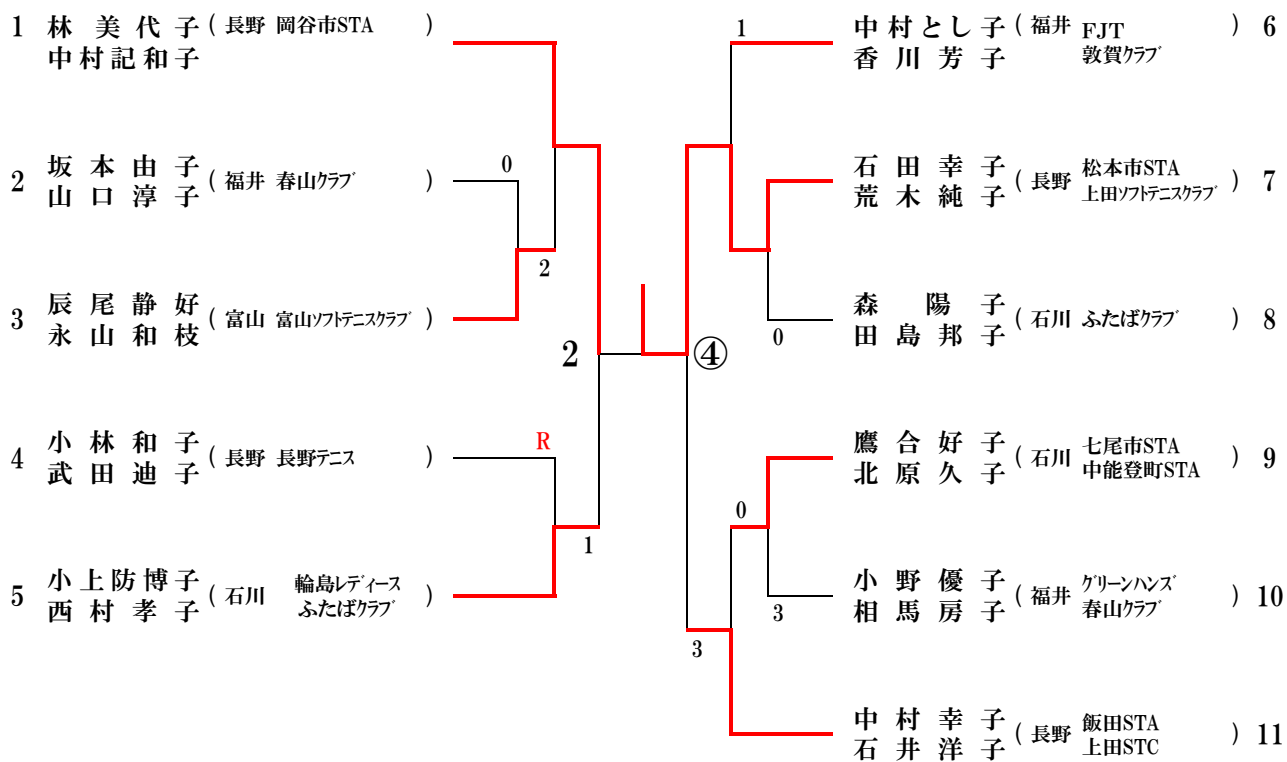 1 林美代子 ( 長野 岡谷市STA )
中村記和子
0
2 坂本由子 ( 福井 春山クラブ )
山口淳子
2
3 辰尾静好 ( 富山 富山ソフトテニスクラブ )
永山和枝
2
R
4 小林和子 ( 長野 長野テニス )
武田迪子
1
5 小上防博子 ( 石川 輪島レディース )
西村孝子 ふたばクラブ
1
中村とし子 ( 福井 FJT ) 6
香川芳子 敦賀クラブ
石田幸子 ( 長野 松本市STA ) 7
荒木純子 上田ソフトテニスクラブ
森陽子 ( 石川 ふたばクラブ ) 8
田島邦子
0
④
鷹合好子 ( 石川 七尾市STA ) 9
北原久子 中能登町STA
0
小野優子 ( 福井 グリーンハンズ ) 10
相馬房子 春山クラブ
3
3
中村幸子 ( 長野 飯田STA ) 11
石井洋子 上田STC